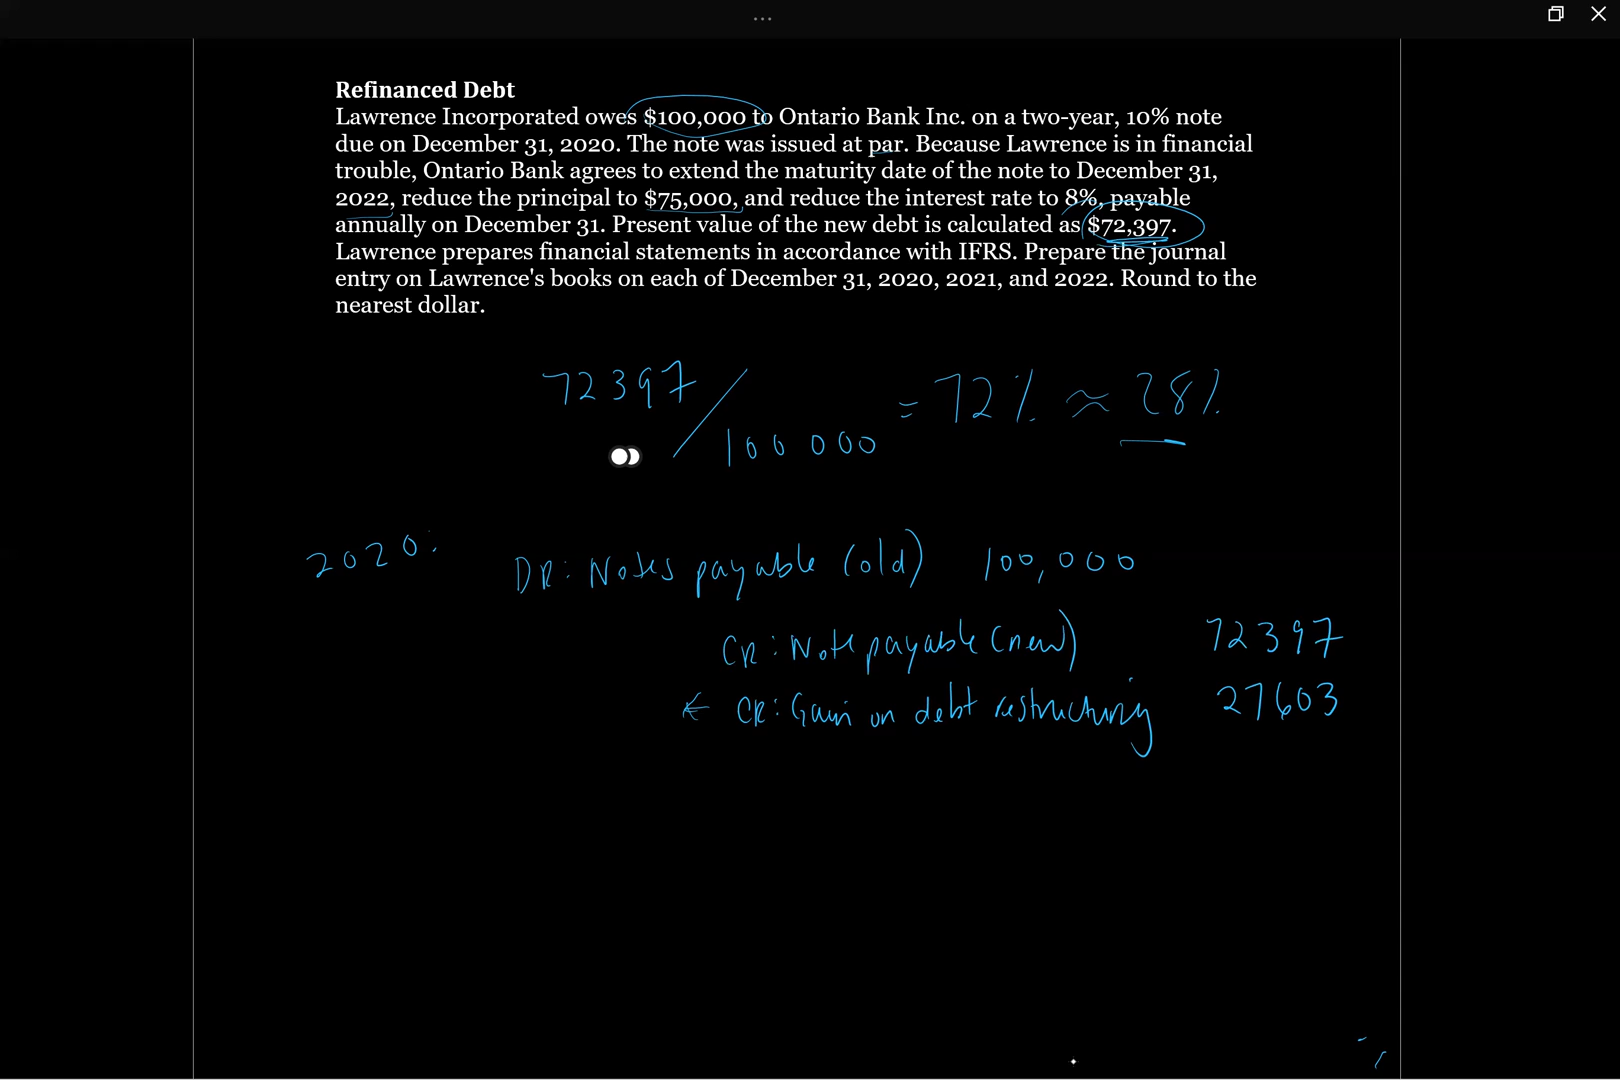 Refinanced Debt
Lawrence Incorporated owes $100,000 to Ontario Bank Inc. on a two-year, 10% note
due on December 31, 2020. The note was issued at par. Because Lawrence is in financial
trouble, Ontario Bank agrees to extend the maturity date of the note to December 31,
2022, reduce the principal to $75,000, and reduce the interest rate to 8%, payable
annually on December 31. Present value of the new debt is calculated as $72,397.
Lawrence prepares financial statements in accordance with IFRS. Prepare the journal
entry on Lawrence's books on each of December 31, 2020, 2021, and 2022. Round to the
nearest dollar.
72397/100 000 = 72% ≈ 28%
2020: DR: Notes payable (old) 100,000
CR: Note payable (new) 72397
← CR: Gain on debt restructuring 27603